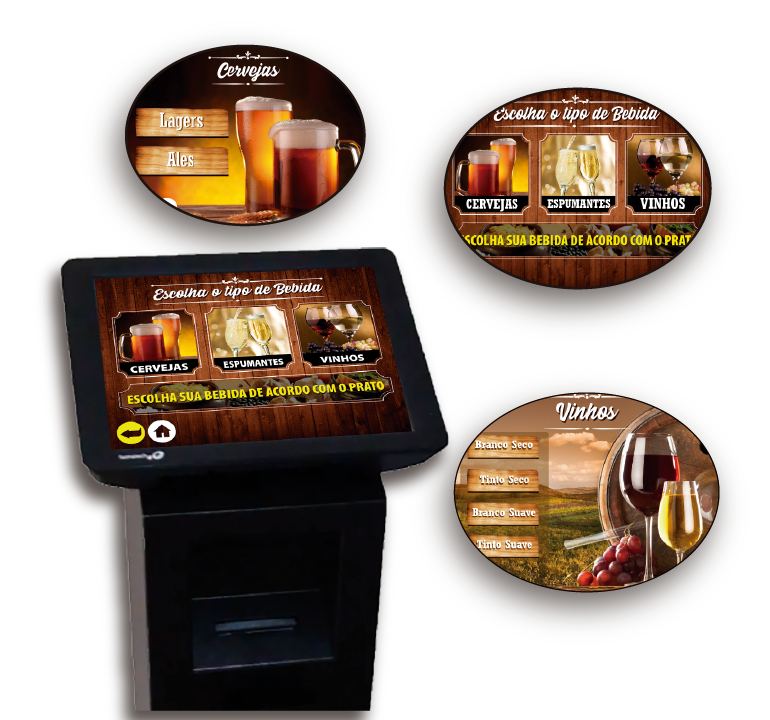 Cervejas
Lagers
Ales
Escolha o tipo de Bebida
CERVEJAS
ESPUMANTES
VINHOS
SCOLHA SUA BEBIDA DE ACORDO COM O PRAT
Escolha o tipo de Bebida
CERVEJAS
ESPUMANTES
VINHOS
ESCOLHA SUA BEBIDA DE ACORDO COM O PRATO
Vinhos
Branco Seco
Tinto Seco
Branco Suave
Tinto Suave